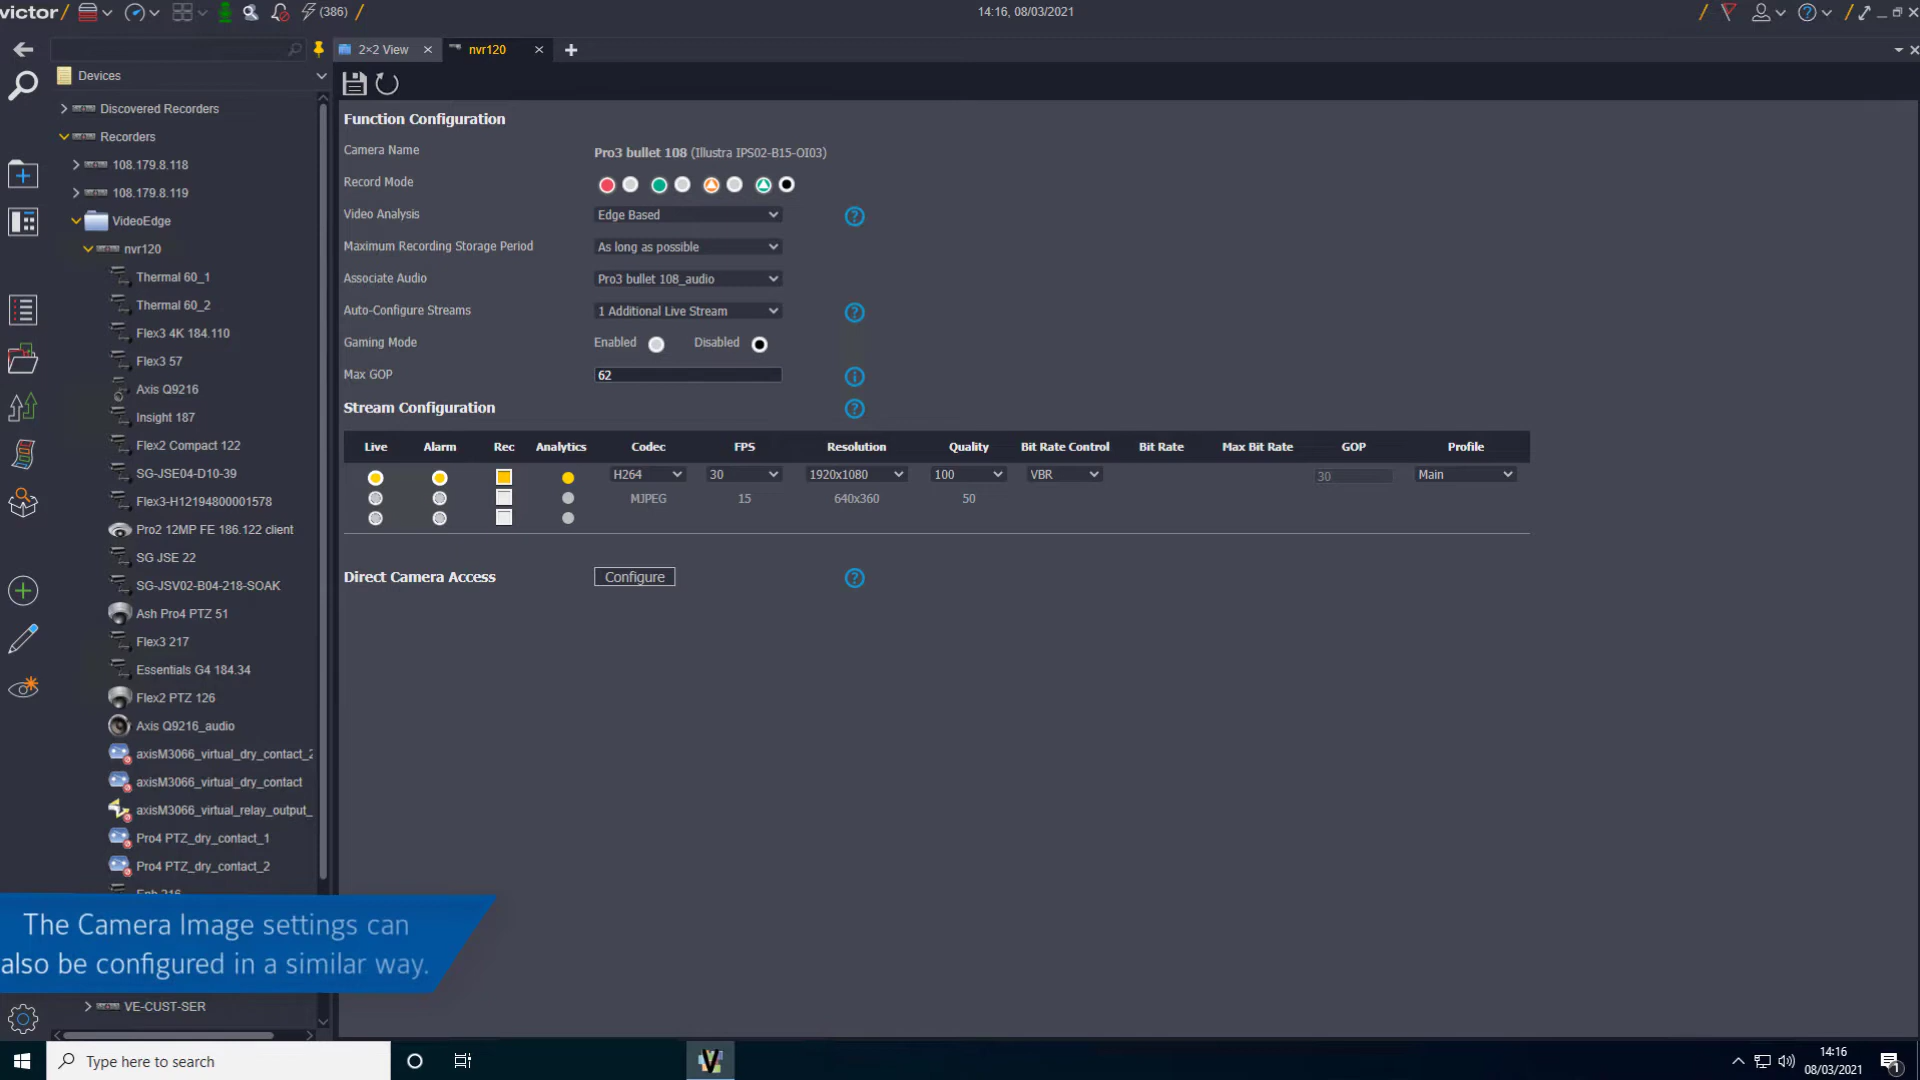 victor
(386)
14:16, 08/03/2021
2×2 View
nvr120
Devices
Discovered Recorders
Recorders
108.179.8.118
108.179.8.119
VideoEdge
nvr120
Thermal 60_1
Thermal 60_2
Flex3 4K 184.110
Flex3 57
Axis Q9216
Insight 187
Flex2 Compact 122
SG-JSE04-D10-39
Flex3-H12194800001578
Pro2 12MP FE 186.122 client
SG JSE 22
SG-JSV02-B04-218-SOAK
Ash Pro4 PTZ 51
Flex3 217
Essentials G4 184.34
Flex2 PTZ 126
Axis Q9216_audio
axisM3066_virtual_dry_contact_2
axisM3066_virtual_dry_contact
axisM3066_virtual_relay_output_
Pro4 PTZ_dry_contact_1
Pro4 PTZ_dry_contact_2
VE-CUST-SER
Function Configuration
Camera Name Pro3 bullet 108 (Illustra IPS02-B15-OI03)
Record Mode
Video Analysis Edge Based
Maximum Recording Storage Period As long as possible
Associate Audio Pro3 bullet 108_audio
Auto-Configure Streams 1 Additional Live Stream
Gaming Mode Enabled Disabled
Max GOP 62
Stream Configuration
Live Alarm Rec Analytics Codec FPS Resolution Quality Bit Rate Control Bit Rate Max Bit Rate GOP Profile
H264 30 1920x1080 100 VBR 30 Main
MJPEG 15 640x360 50
Direct Camera Access Configure
The Camera Image settings can
also be configured in a similar way.
Type here to search
14:16
08/03/2021
1